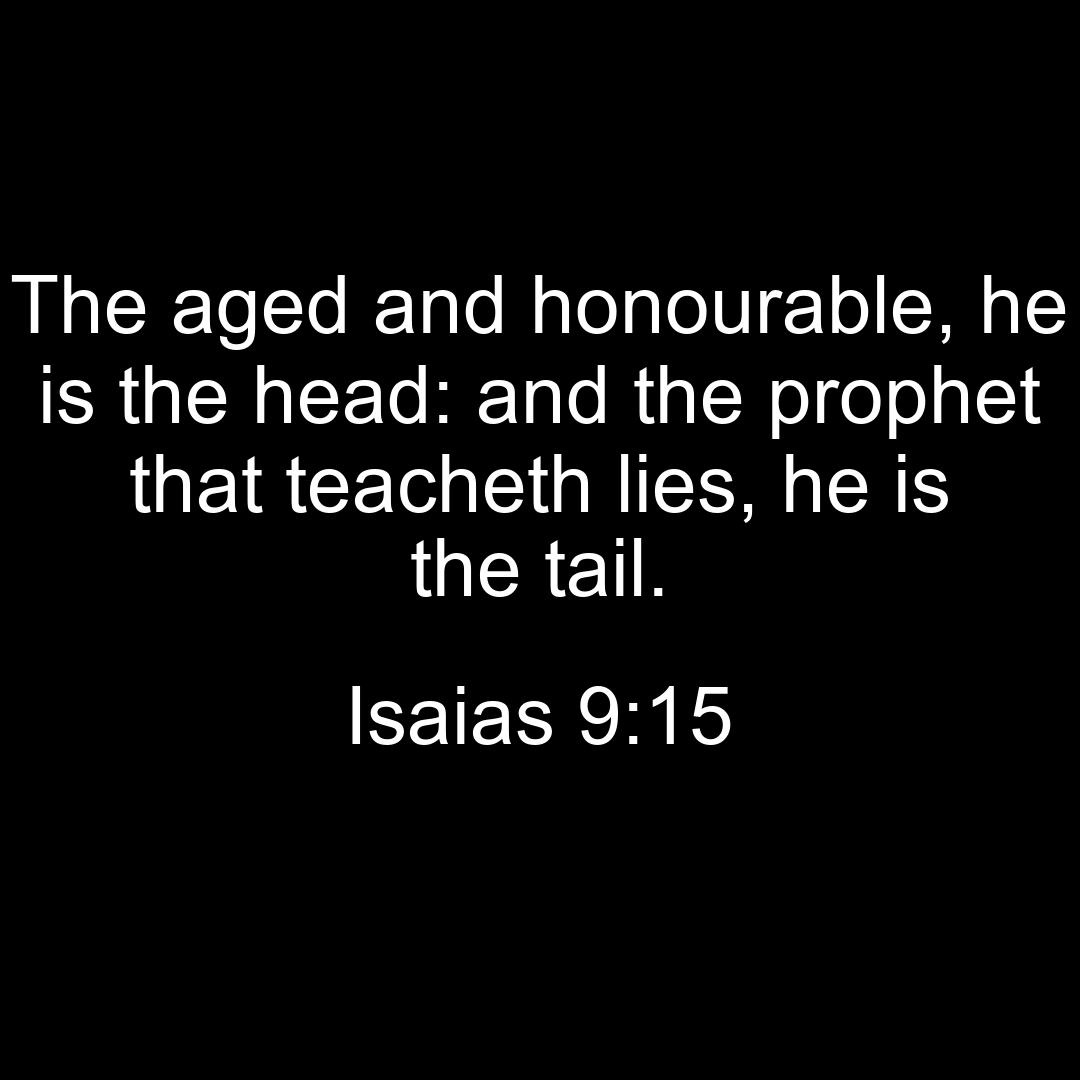 The aged and honourable, he
is the head: and the prophet
that teacheth lies, he is
the tail.
Isaias 9:15